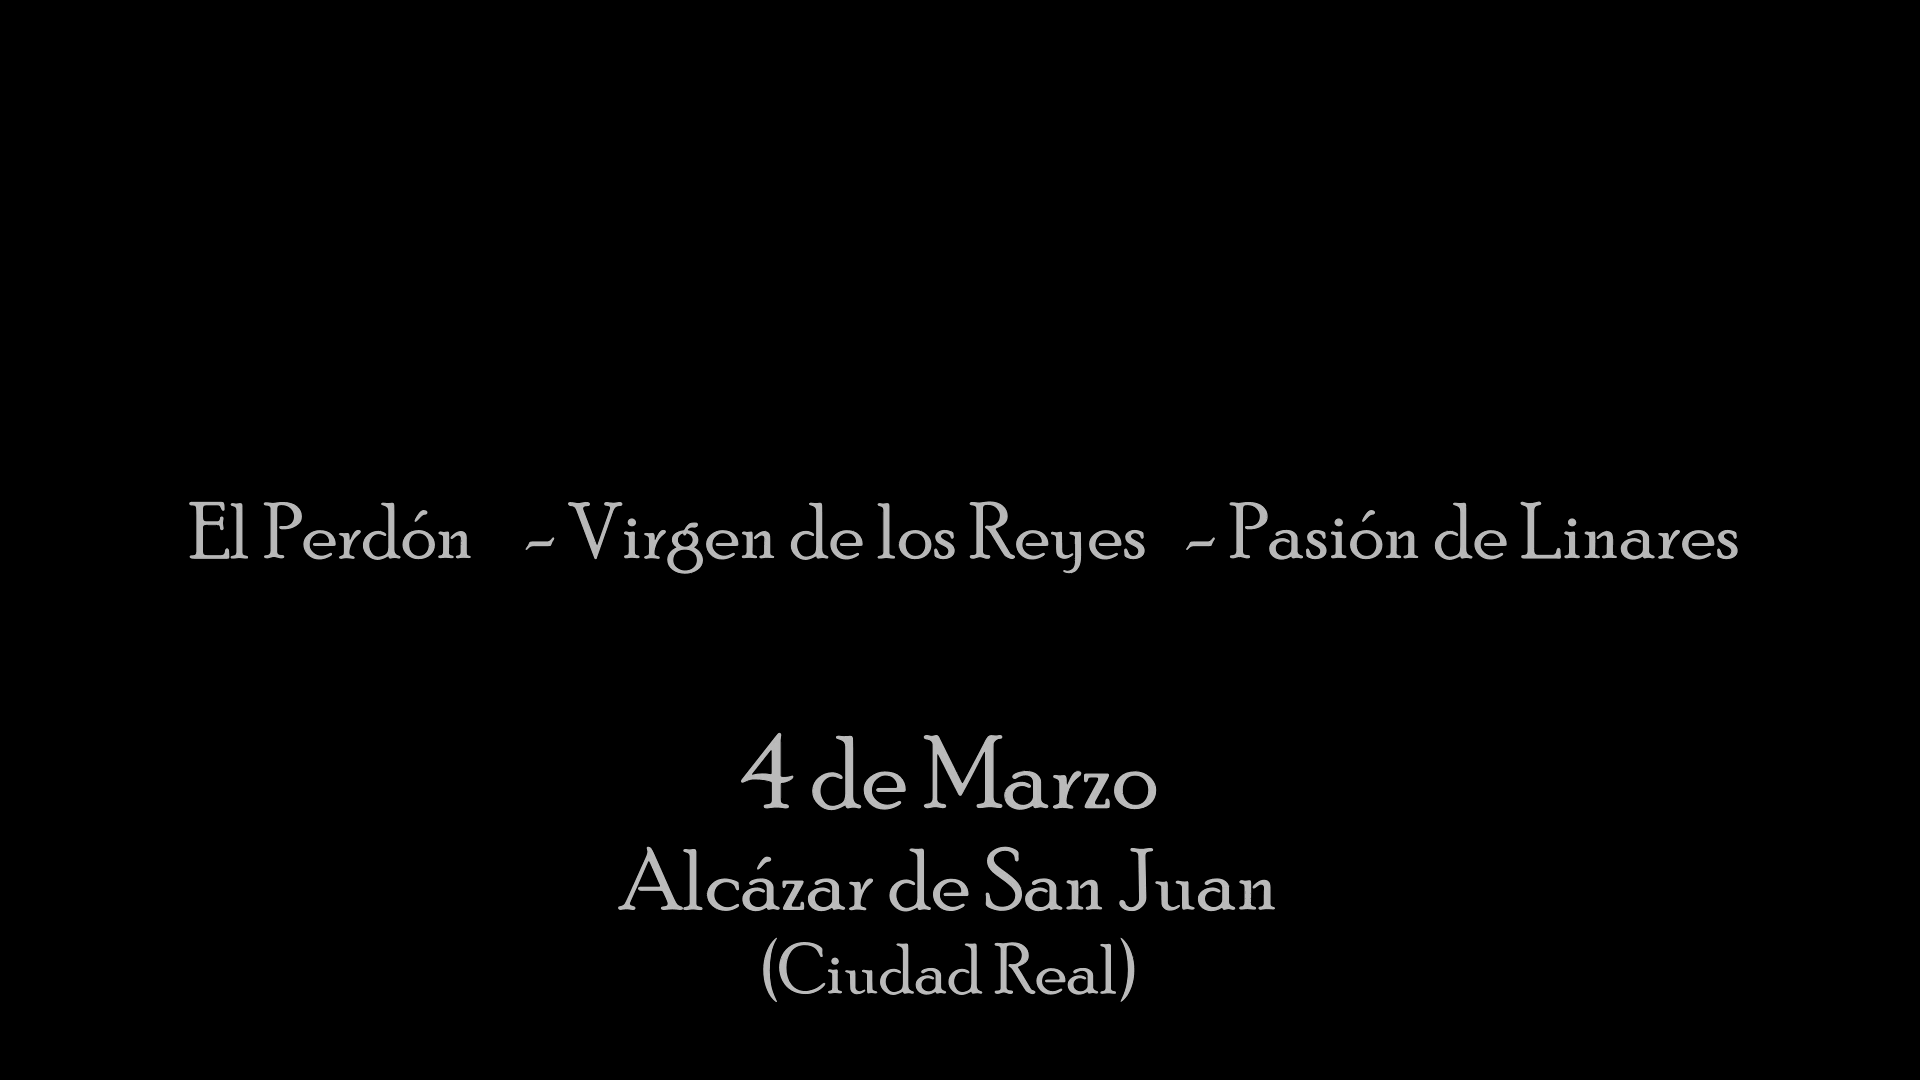 El Perdón - Virgen de los Reyes - Pasión de Linares
4 de Marzo
Alcázar de San Juan
(Ciudad Real)